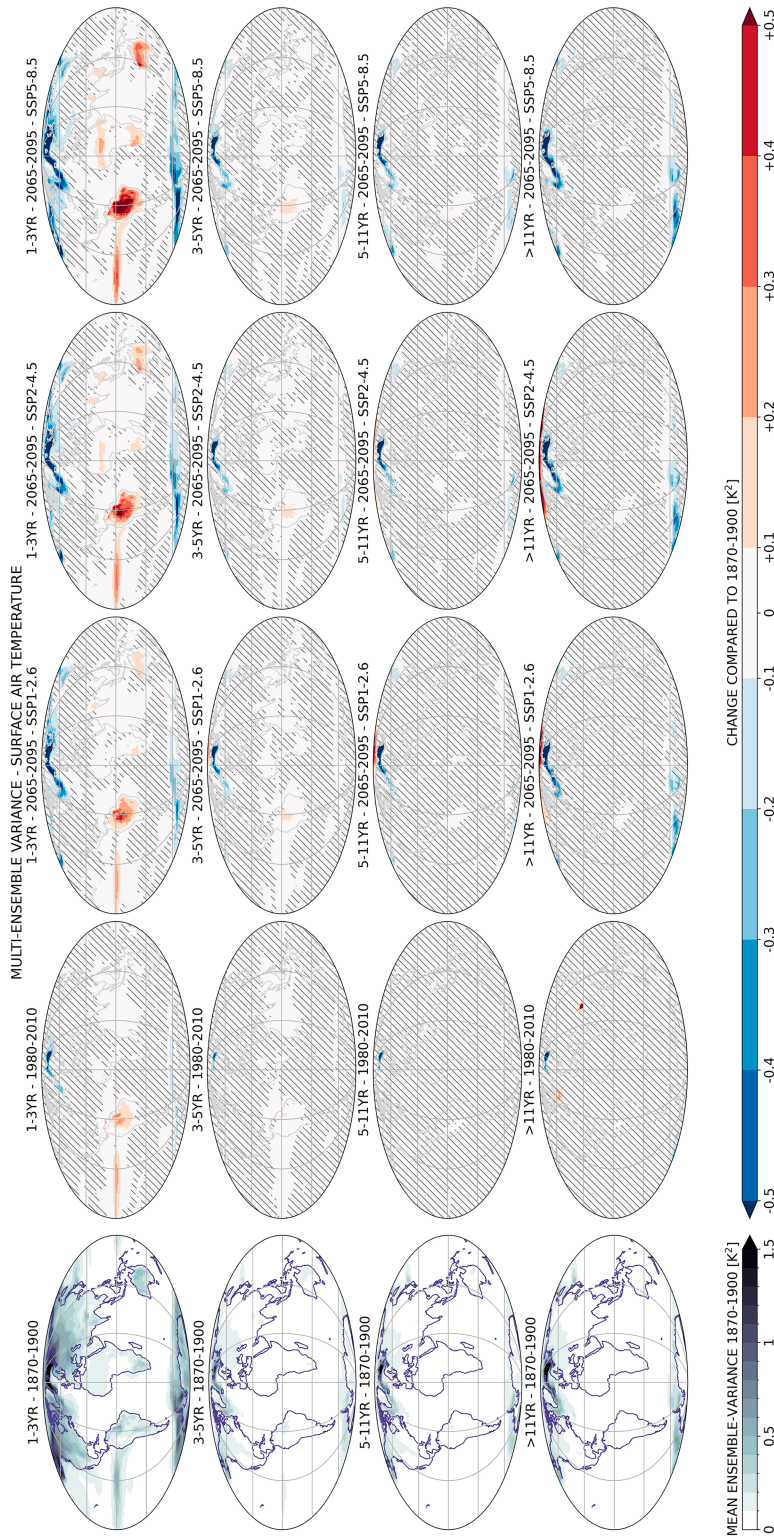 MULTI-ENSEMBLE VARIANCE - SURFACE AIR TEMPERATURE
1-3YR - 1870-1900
1-3YR - 1980-2010
1-3YR - 2065-2095 - SSP1-2.6
1-3YR - 2065-2095 - SSP2-4.5
1-3YR - 2065-2095 - SSP5-8.5
3-5YR - 1870-1900
3-5YR - 1980-2010
3-5YR - 2065-2095 - SSP1-2.6
3-5YR - 2065-2095 - SSP2-4.5
3-5YR - 2065-2095 - SSP5-8.5
5-11YR - 1870-1900
5-11YR - 1980-2010
5-11YR - 2065-2095 - SSP1-2.6
5-11YR - 2065-2095 - SSP2-4.5
5-11YR - 2065-2095 - SSP5-8.5
>11YR - 1870-1900
>11YR - 1980-2010
>11YR - 2065-2095 - SSP1-2.6
>11YR - 2065-2095 - SSP2-4.5
>11YR - 2065-2095 - SSP5-8.5
MEAN ENSEMBLE-VARIANCE 1870-1900 [K²]
0 0.5 1 1.5
CHANGE COMPARED TO 1870-1900 [K²]
-0.5 -0.4 -0.3 -0.2 -0.1 0 +0.1 +0.2 +0.3 +0.4 +0.5